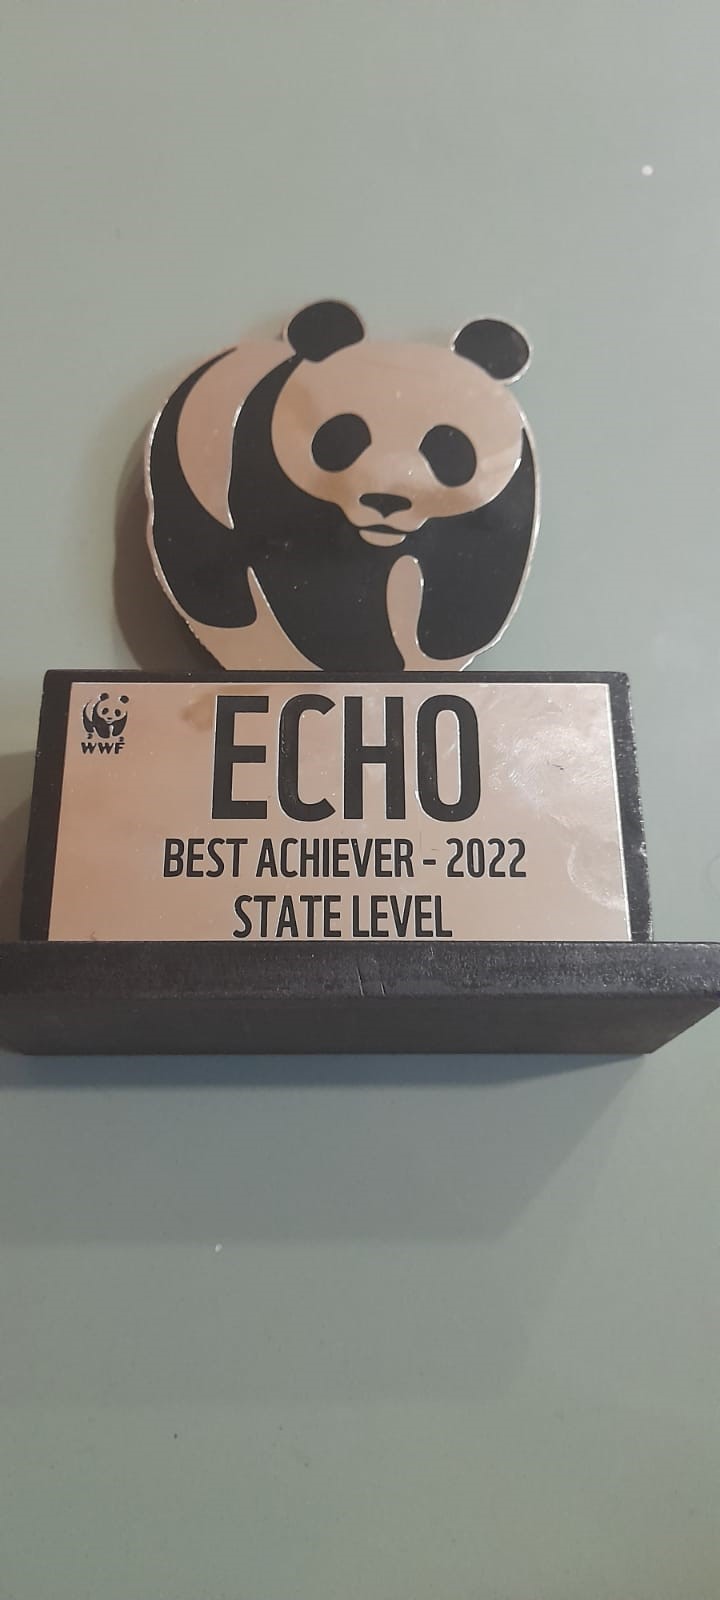 WWF
ECHO
BEST ACHIEVER - 2022
STATE LEVEL